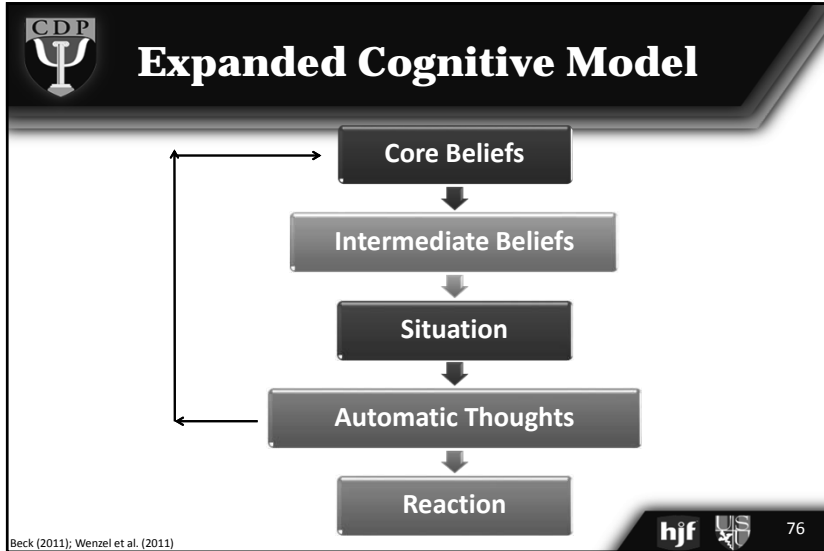 CDP
Expanded Cognitive Model
Core Beliefs
Intermediate Beliefs
Situation
Automatic Thoughts
Reaction
Beck (2011); Wenzel et al. (2011)
hjf
US
76